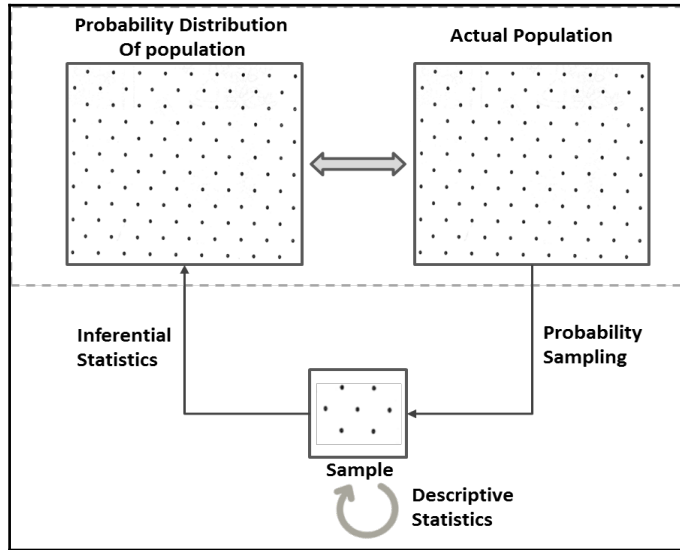 Probability Distribution
Of population
Actual Population
Inferential
Statistics
Probability
Sampling
Sample
Descriptive
Statistics